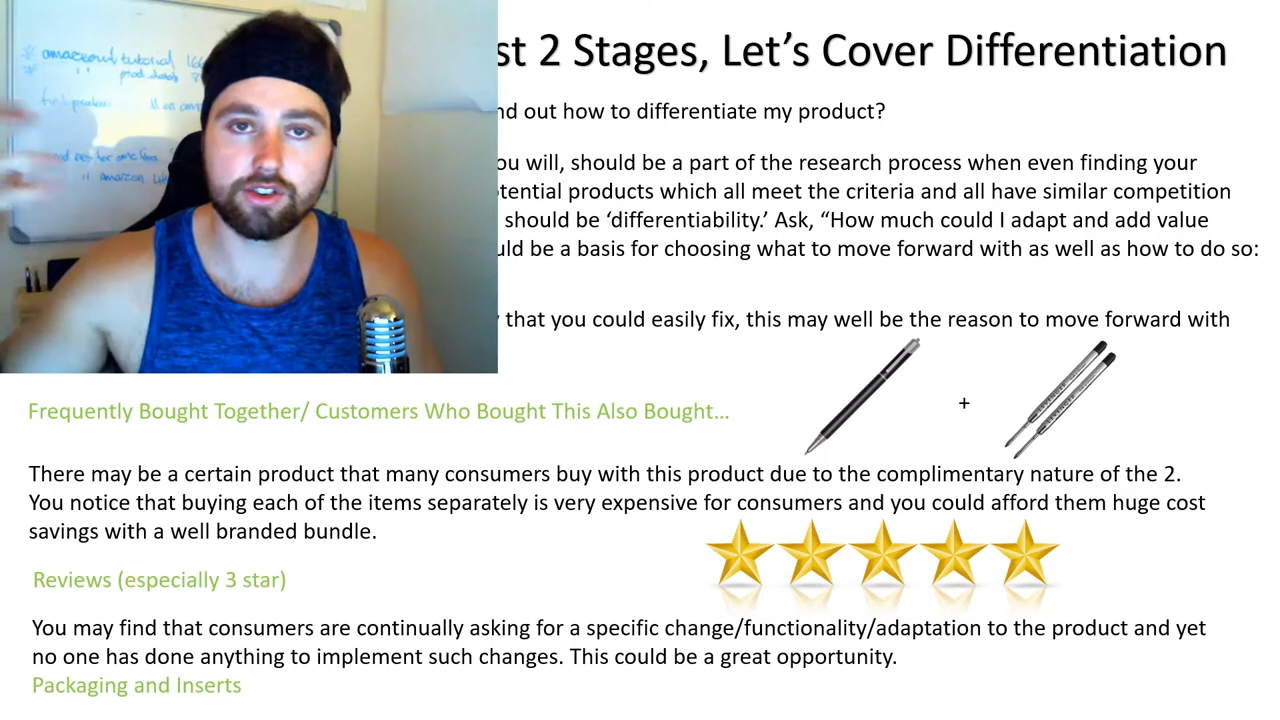 amazon tutorial
st 2 Stages, Let’s Cover Differentiation
nd out how to differentiate my product?
ou will, should be a part of the research process when even finding your
tential products which all meet the criteria and all have similar competition
should be ‘differentiability.’ Ask, “How much could I adapt and add value
uld be a basis for choosing what to move forward with as well as how to do so:
that you could easily fix, this may well be the reason to move forward with
+
Frequently Bought Together/ Customers Who Bought This Also Bought…
There may be a certain product that many consumers buy with this product due to the complimentary nature of the 2.
You notice that buying each of the items separately is very expensive for consumers and you could afford them huge cost
savings with a well branded bundle.
Reviews (especially 3 star)
You may find that consumers are continually asking for a specific change/functionality/adaptation to the product and yet
no one has done anything to implement such changes. This could be a great opportunity.
Packaging and Inserts